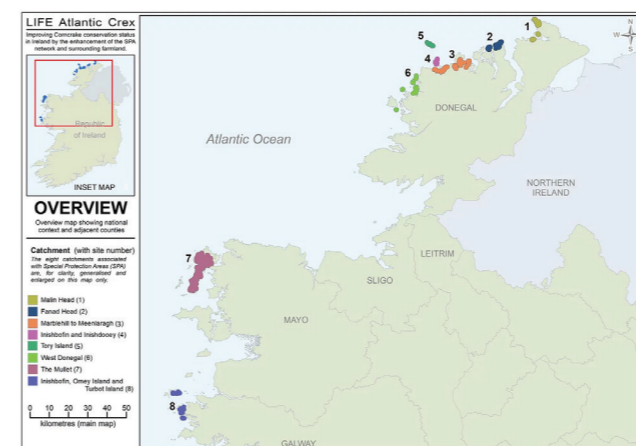 LIFE Atlantic Crex
Improving Corncrake conservation status
in Ireland by the enhancement of the SPA
network and surrounding farmland.
Republic
of Ireland
INSET MAP
OVERVIEW
Overview map showing national
context and adjacent counties
Catchment (with site number)
The eight catchments associated
with Special Protection Areas (SPA)
are, for clarity, generalised and
enlarged on this map only.
Malin Head (1)
Fanad Head (2)
Marblehill to Meenlaragh (3)
Inishbofin and Inishdooey (4)
Tory Island (5)
West Donegal (6)
The Mullet (7)
Inishbofin, Omey Island and
Turbot Island (8)
0 10 20 30 40 50
kilometres (main map)
1
2
3
4
5
6
7
8
N
W
S
DONEGAL
Atlantic Ocean
NORTHERN
IRELAND
LEITRIM
SLIGO
MAYO
GALWAY